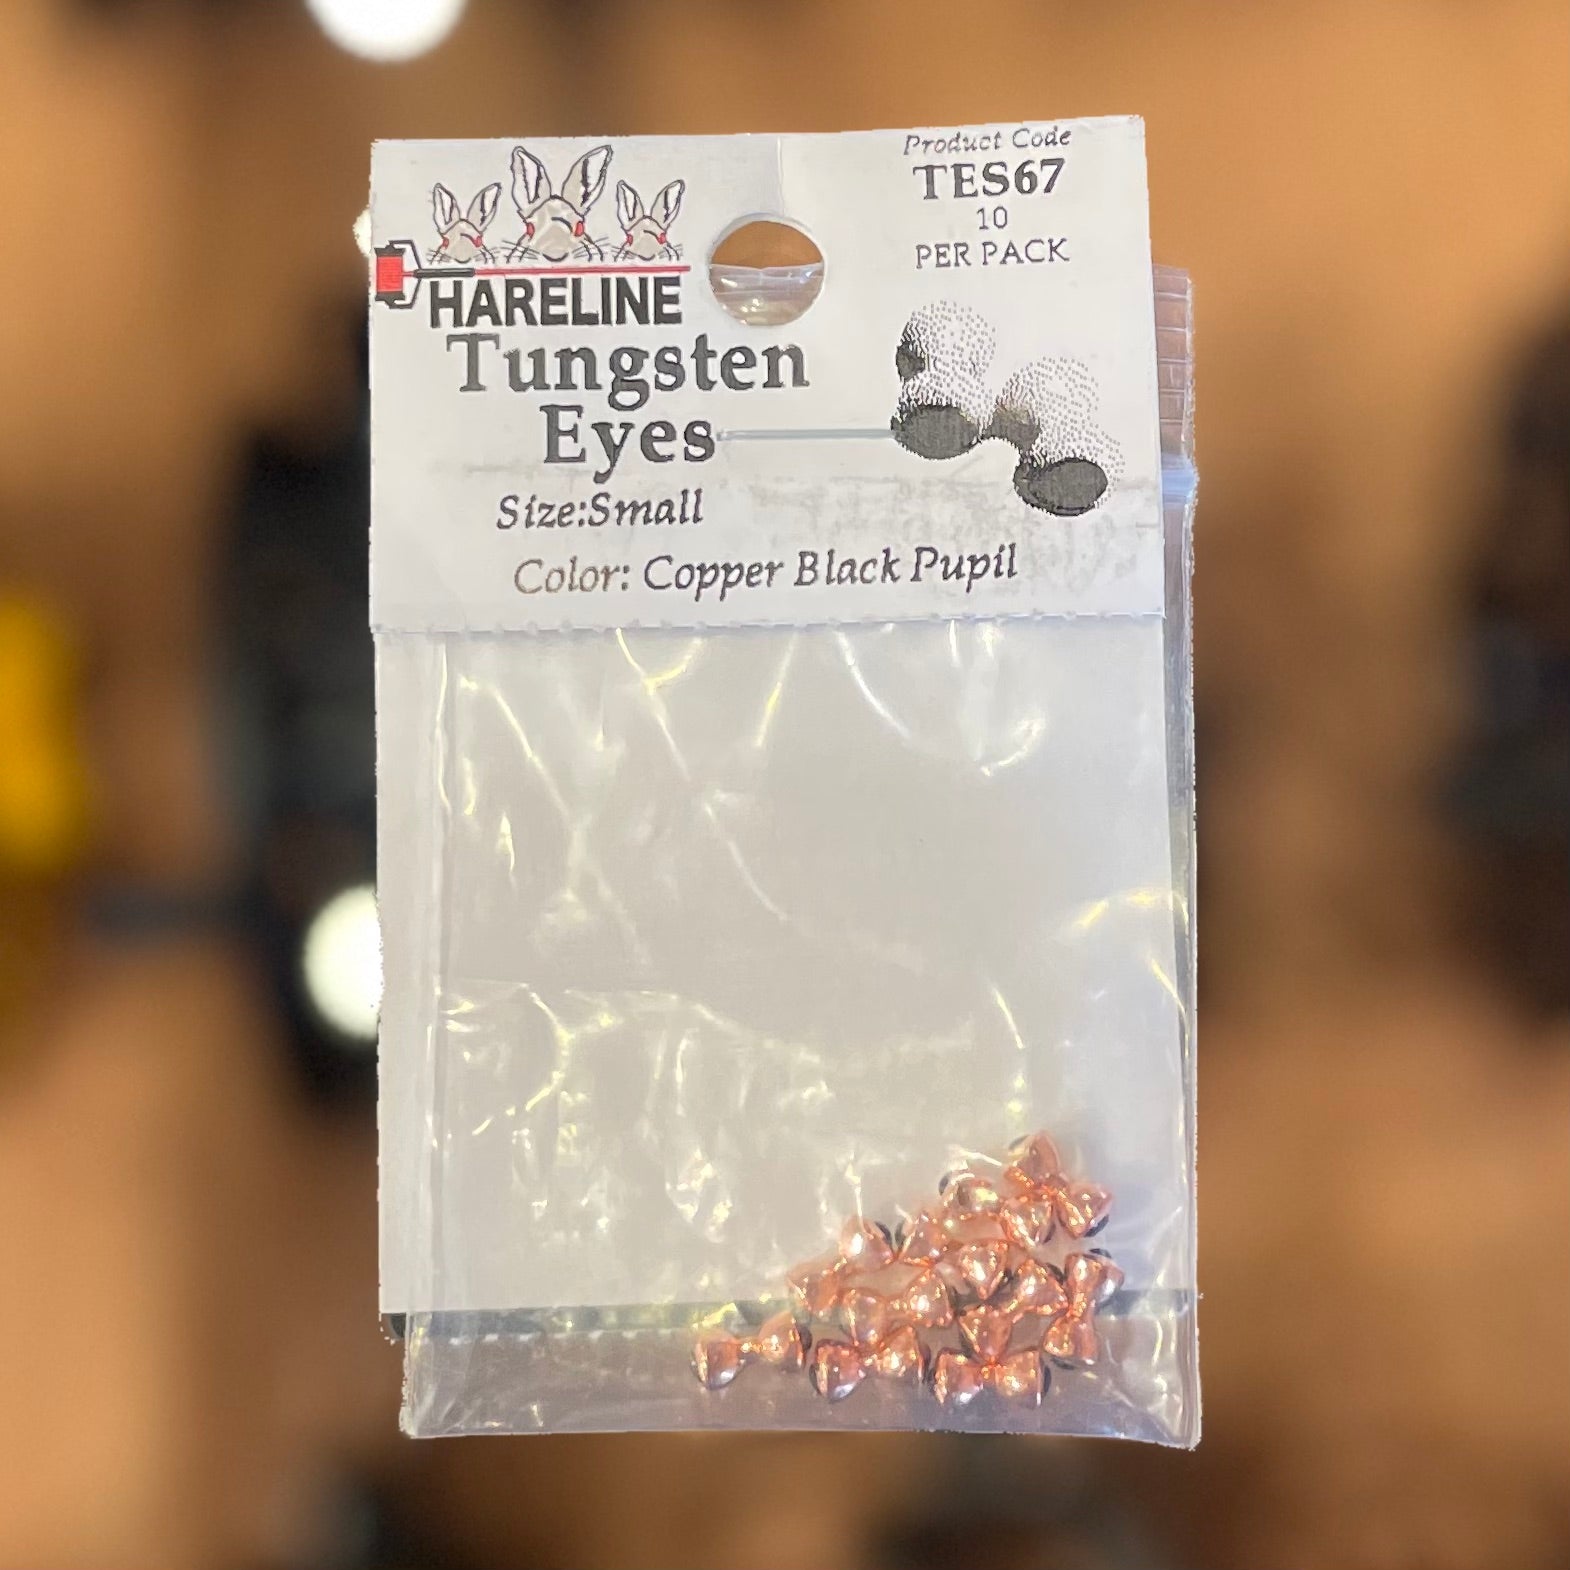 HARELINE
Tungsten
Eyes
Size:Small
Color: Copper Black Pupil
Product Code
TES67
10
PER PACK